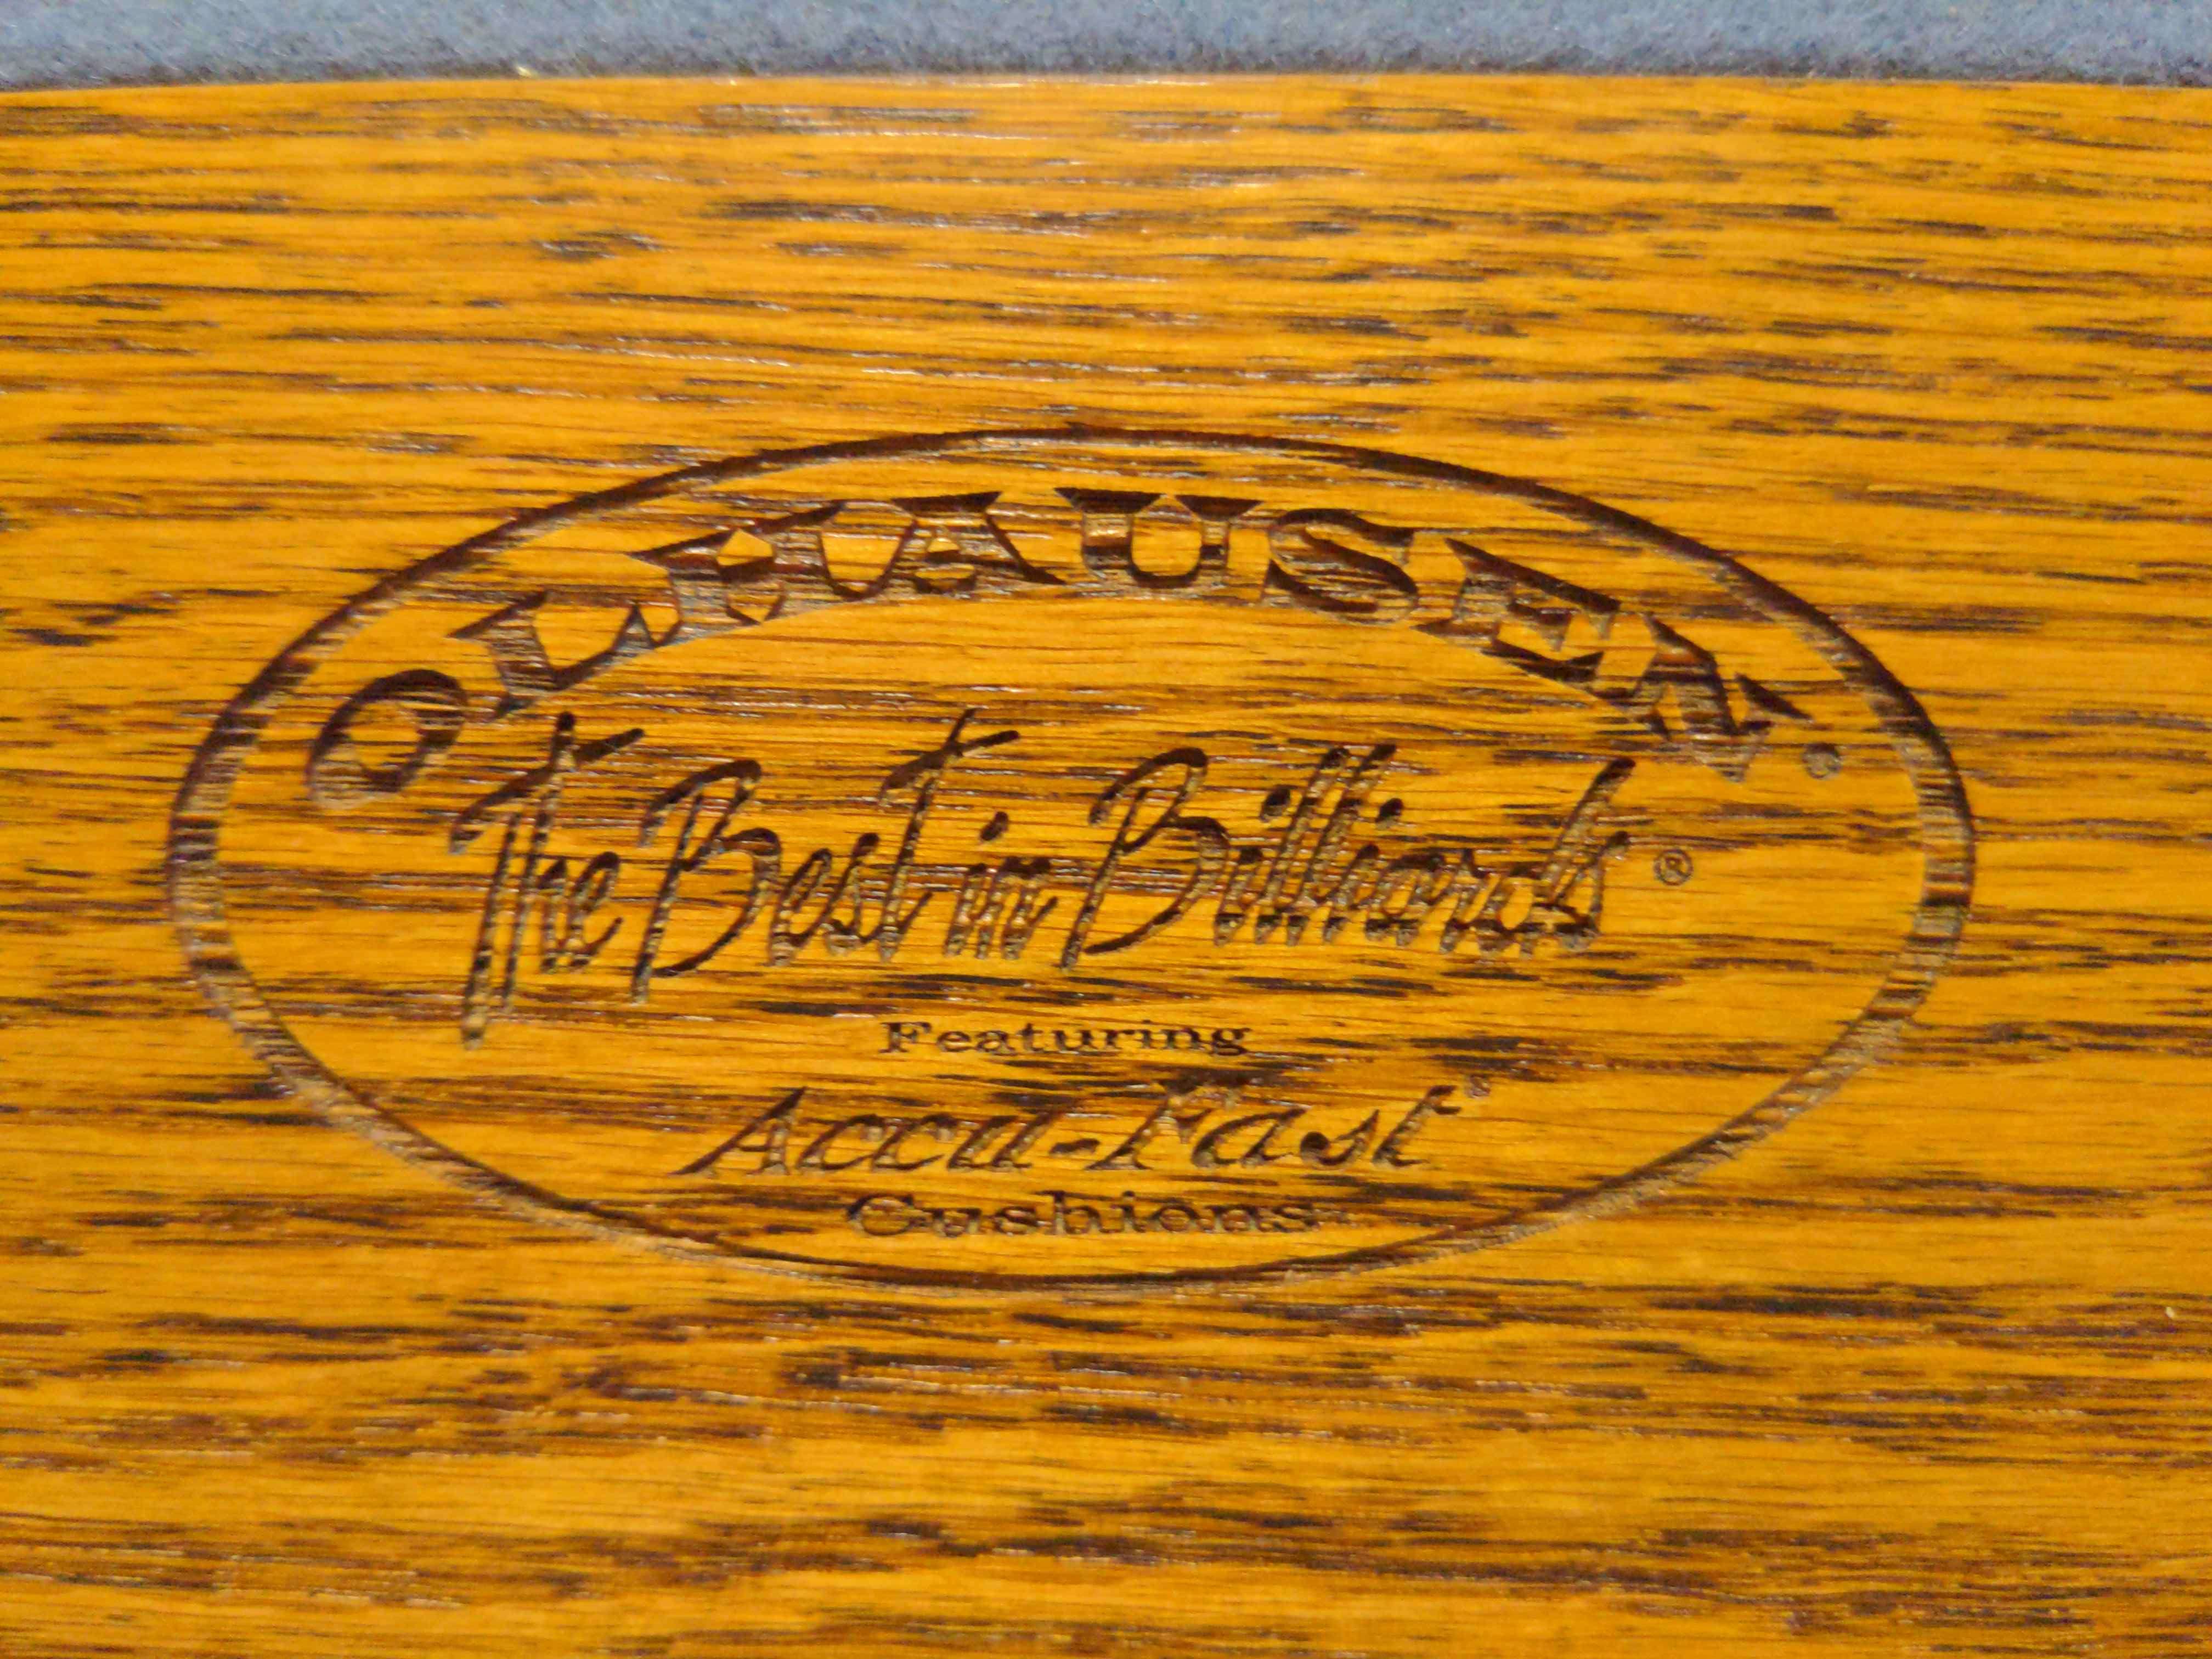 OLHAUSEN®
The Best in Billiards®
Featuring
Accu-Fast®
Cushions